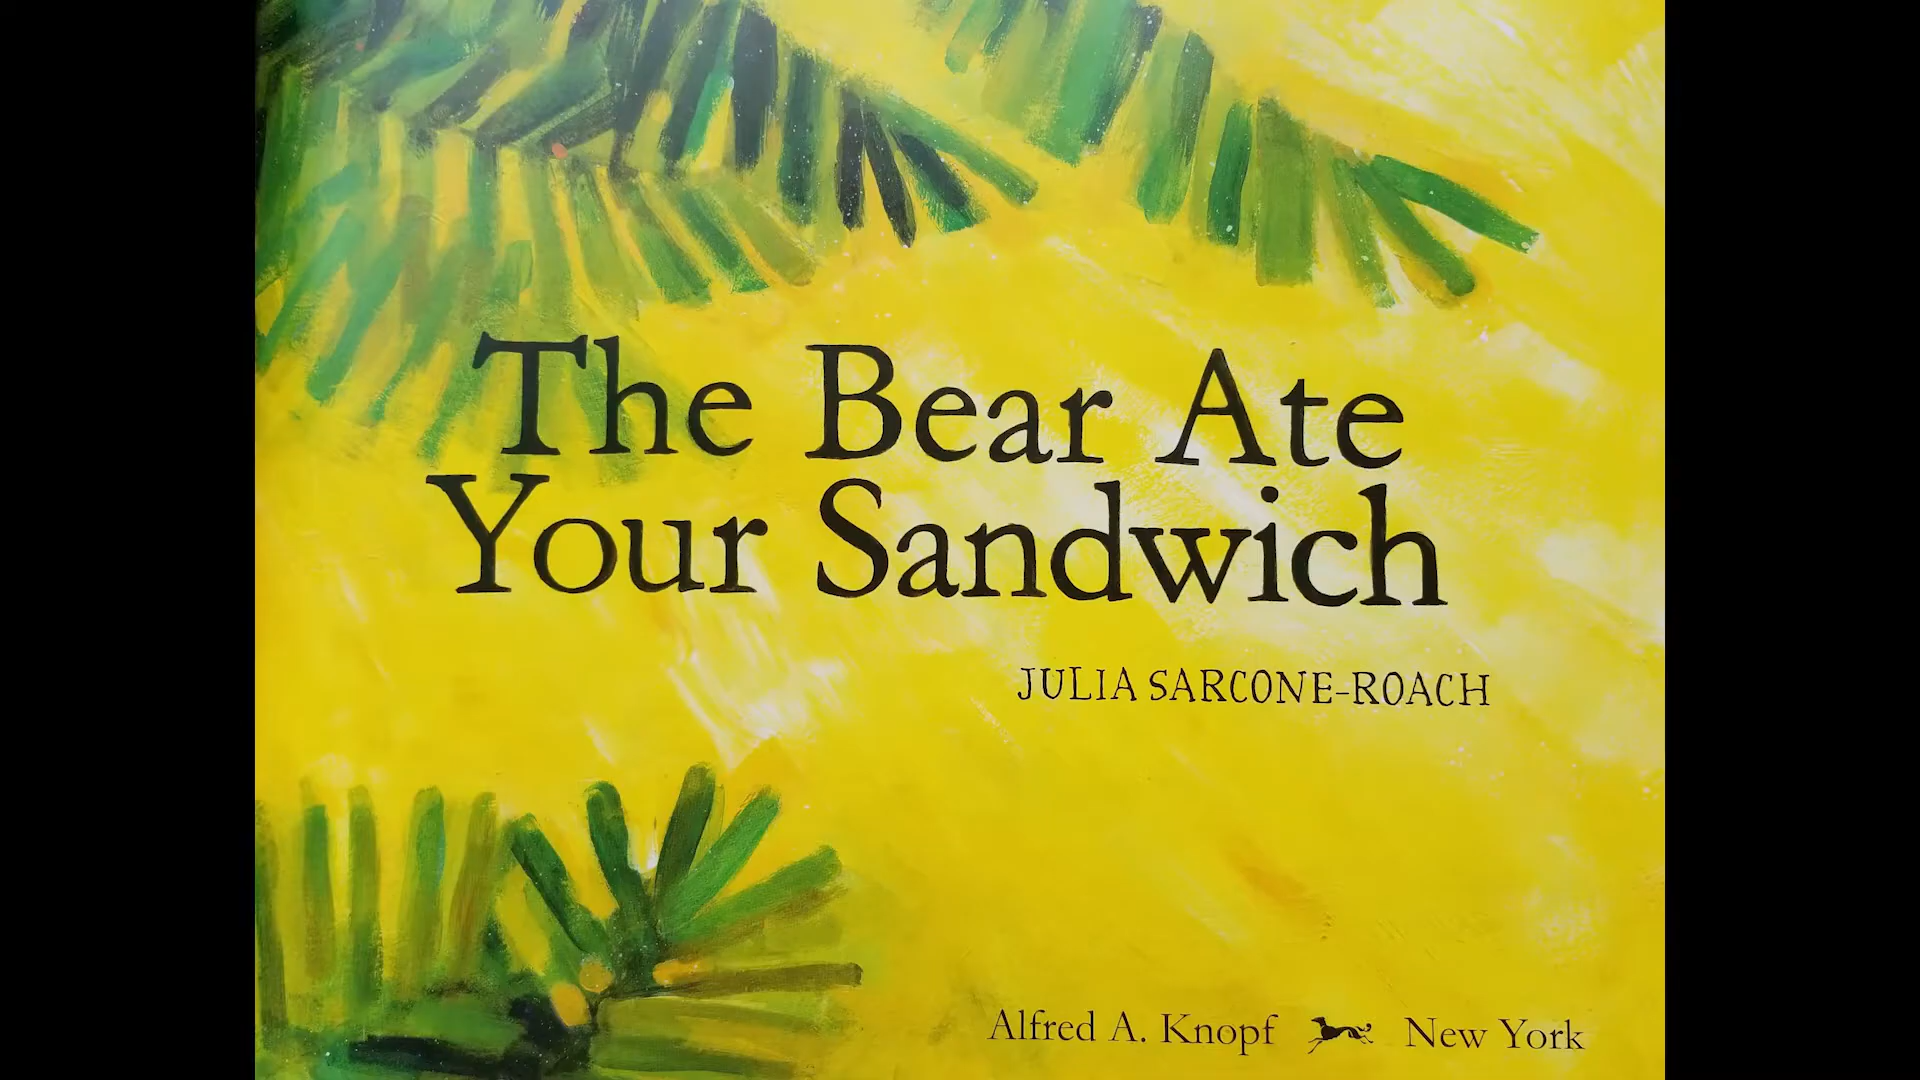 The Bear Ate
Your Sandwich
JULIA SARCONE-ROACH
Alfred A. Knopf New York